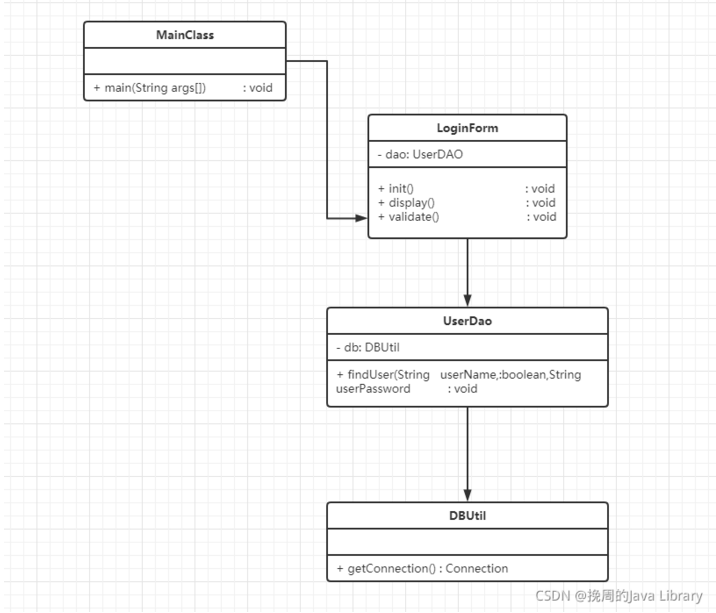 MainClass
+ main(String args[]) : void
LoginForm
- dao: UserDAO
+ init() : void
+ display() : void
+ validate() : void
UserDao
- db: DBUtil
+ findUser(String userName,:boolean,String
userPassword : void
DBUtil
+ getConnection() : Connection
CSDN @挽周的Java Library